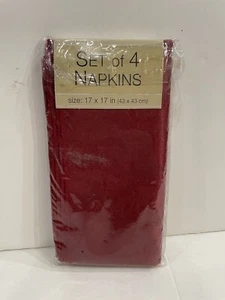 SET of 4
NAPKINS
size: 17 x 17 in (43 x 43 cm)